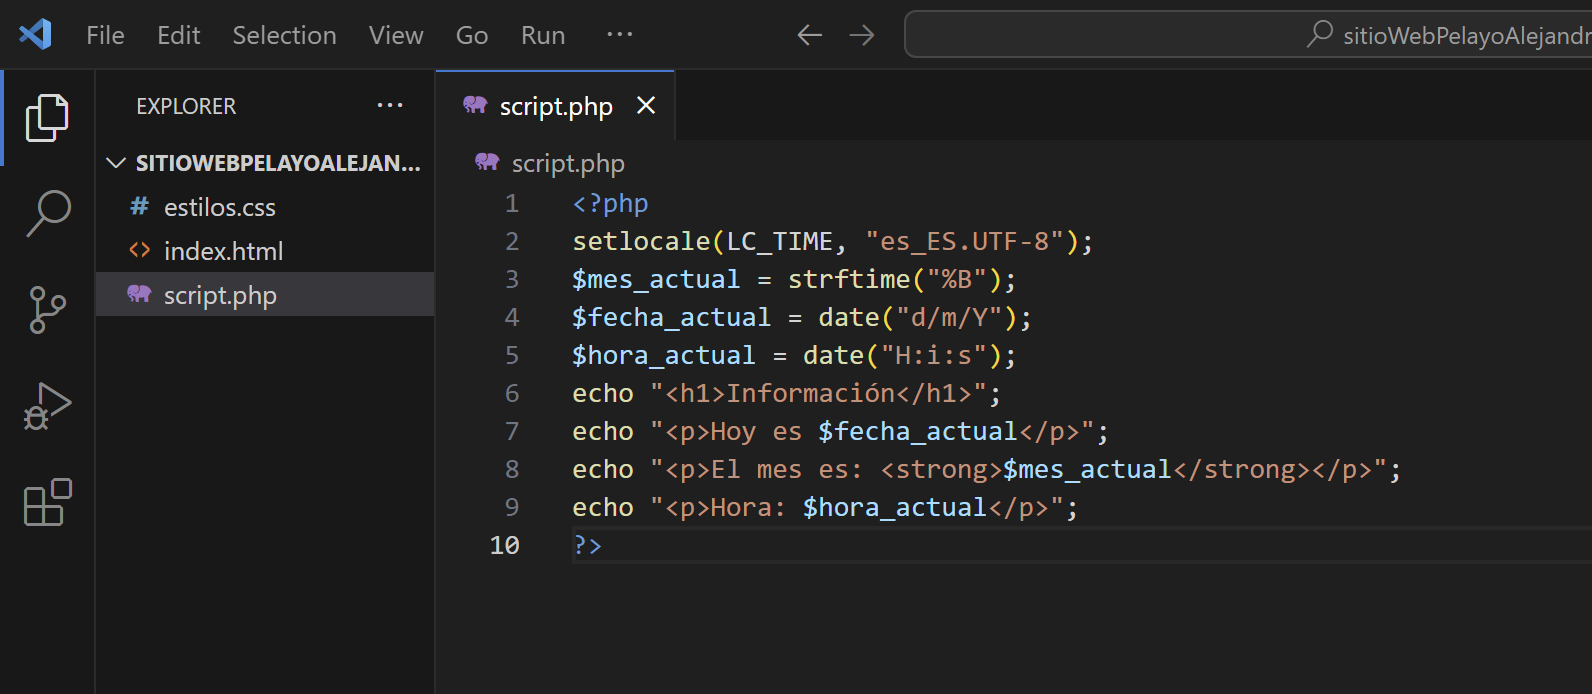 File Edit Selection View Go Run ···
sitioWebPelayoAlejandr
EXPLORER ···
SITIOWEBPELAYOALEJAN...
# estilos.css
<> index.html
script.php
script.php ×
script.php
1 <?php
2 setlocale(LC_TIME, "es_ES.UTF-8");
3 $mes_actual = strftime("%B");
4 $fecha_actual = date("d/m/Y");
5 $hora_actual = date("H:i:s");
6 echo "<h1>Información</h1>";
7 echo "<p>Hoy es $fecha_actual</p>";
8 echo "<p>El mes es: <strong>$mes_actual</strong></p>";
9 echo "<p>Hora: $hora_actual</p>";
10 ?>